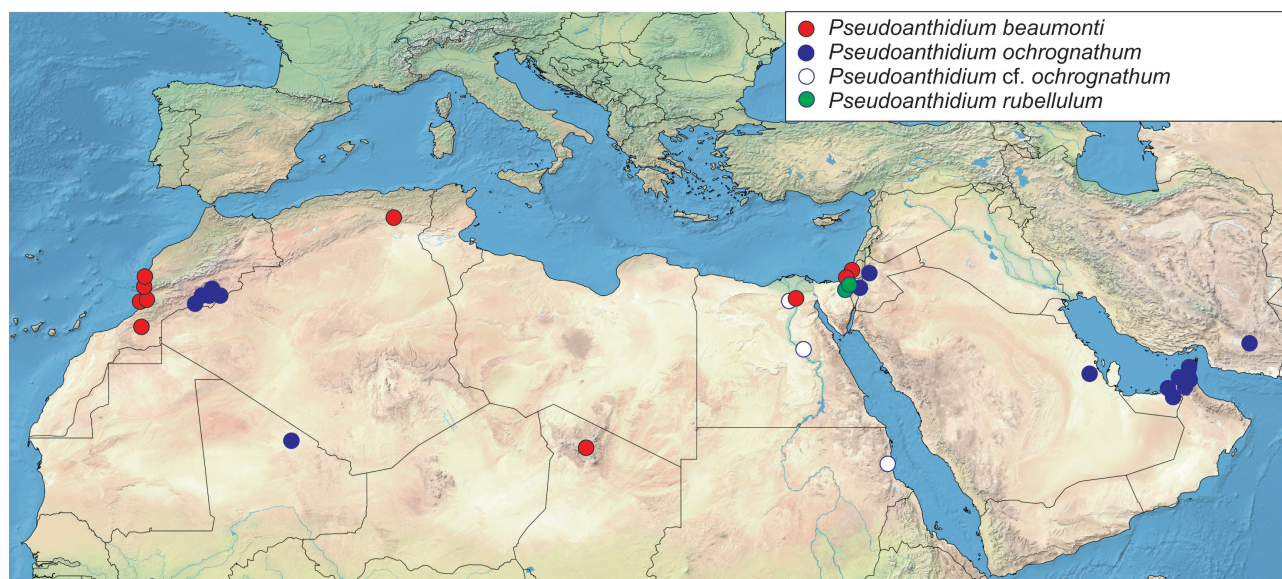 Pseudoanthidium beaumonti
Pseudoanthidium ochrognathum
Pseudoanthidium cf. ochrognathum
Pseudoanthidium rubellulum